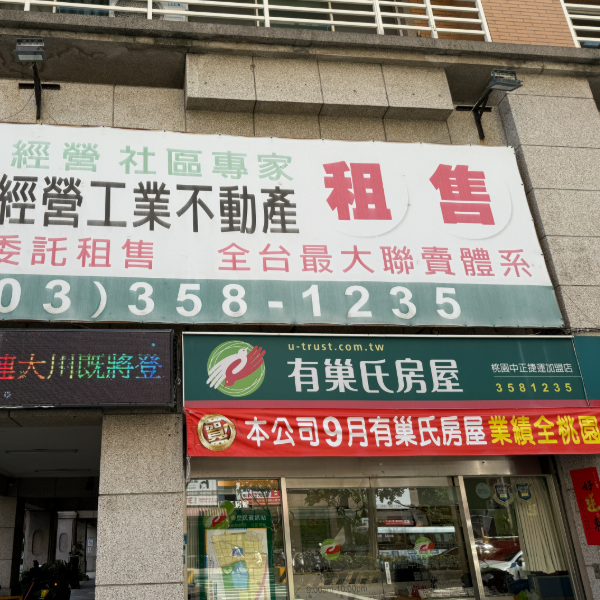 經營 社區專家
經營工業不動產
租售
委託租售 全台最大聯賣體系
03)358-1235
建大川既將登
u-trust.com.tw
有巢氏房屋
桃園中正捷運加盟店
3581235
賀! 本公司9月有巢氏房屋業績全桃園